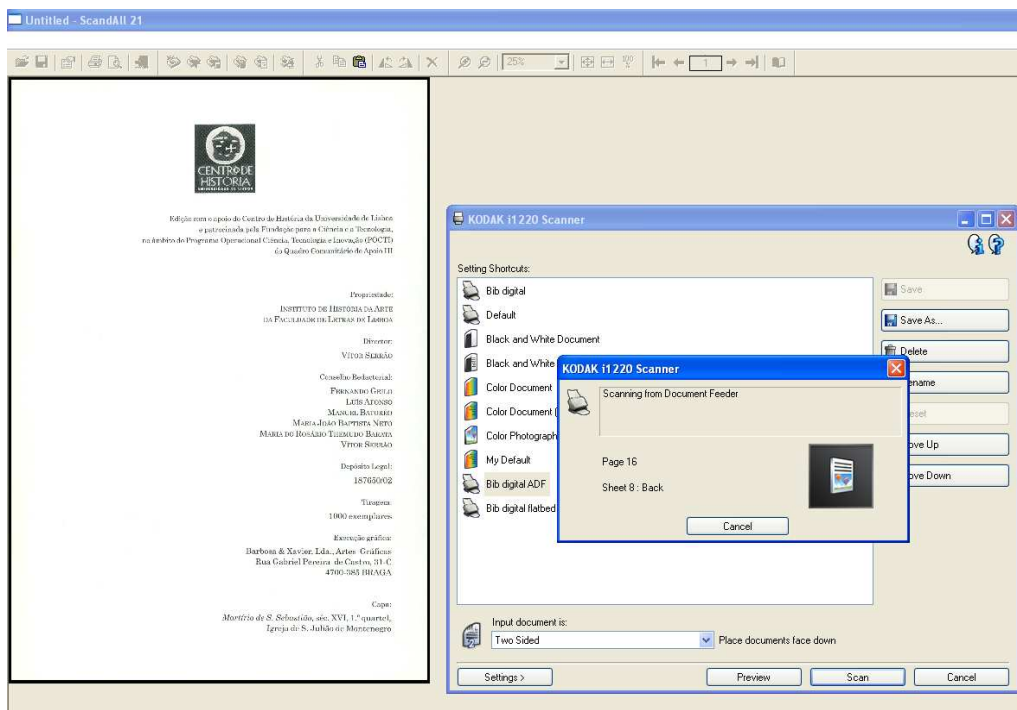 Untitled - ScandAll 21
25%
100
%
1
CENTRO DE
HISTÓRIA
UNIVERSIDADE DE LISBOA
Edição com o apoio do Centro de História da Universidade de Lisboa
e patrocinada pela Fundação para a Ciência e a Tecnologia,
no âmbito do Programa Operacional Ciência, Tecnologia e Inovação (POCTI)
do Quadro Comunitário de Apoio III
Propriedade:
INSTITUTO DE HISTÓRIA DA ARTE
DA FACULDADE DE LETRAS DE LISBOA
Director:
VÍTOR SERRÃO
Conselho Redactorial:
FERNANDO GRILO
LUÍS AFONSO
MANUEL BATORÉO
MARIA JOÃO BAPTISTA NETO
MARIA DO ROSÁRIO THEMUDO BARATA
VÍTOR SERRÃO
Depósito Legal:
187650/02
Tiragem:
1000 exemplares
Execução gráfica:
Barbosa & Xavier, Lda., Artes Gráficas
Rua Gabriel Pereira de Castro, 31-C
4700-385 BRAGA
Capa:
Martírio de S. Sebastião, séc. XVI, 1.º quartel,
Igreja de S. Julião de Montenegro
KODAK i1220 Scanner
Setting Shortcuts:
Bib digital
Default
Black and White Document
Black and White
Color Document
Color Document (
Color Photograph
My Default
Bib digital ADF
Bib digital flatbed
Save
Save As...
Delete
ename
eset
ove Up
ove Down
KODAK i1220 Scanner
Scanning from Document Feeder
Page 16
Sheet 8 : Back
Cancel
Input document is:
Two Sided
Place documents face down
Settings >
Preview
Scan
Cancel